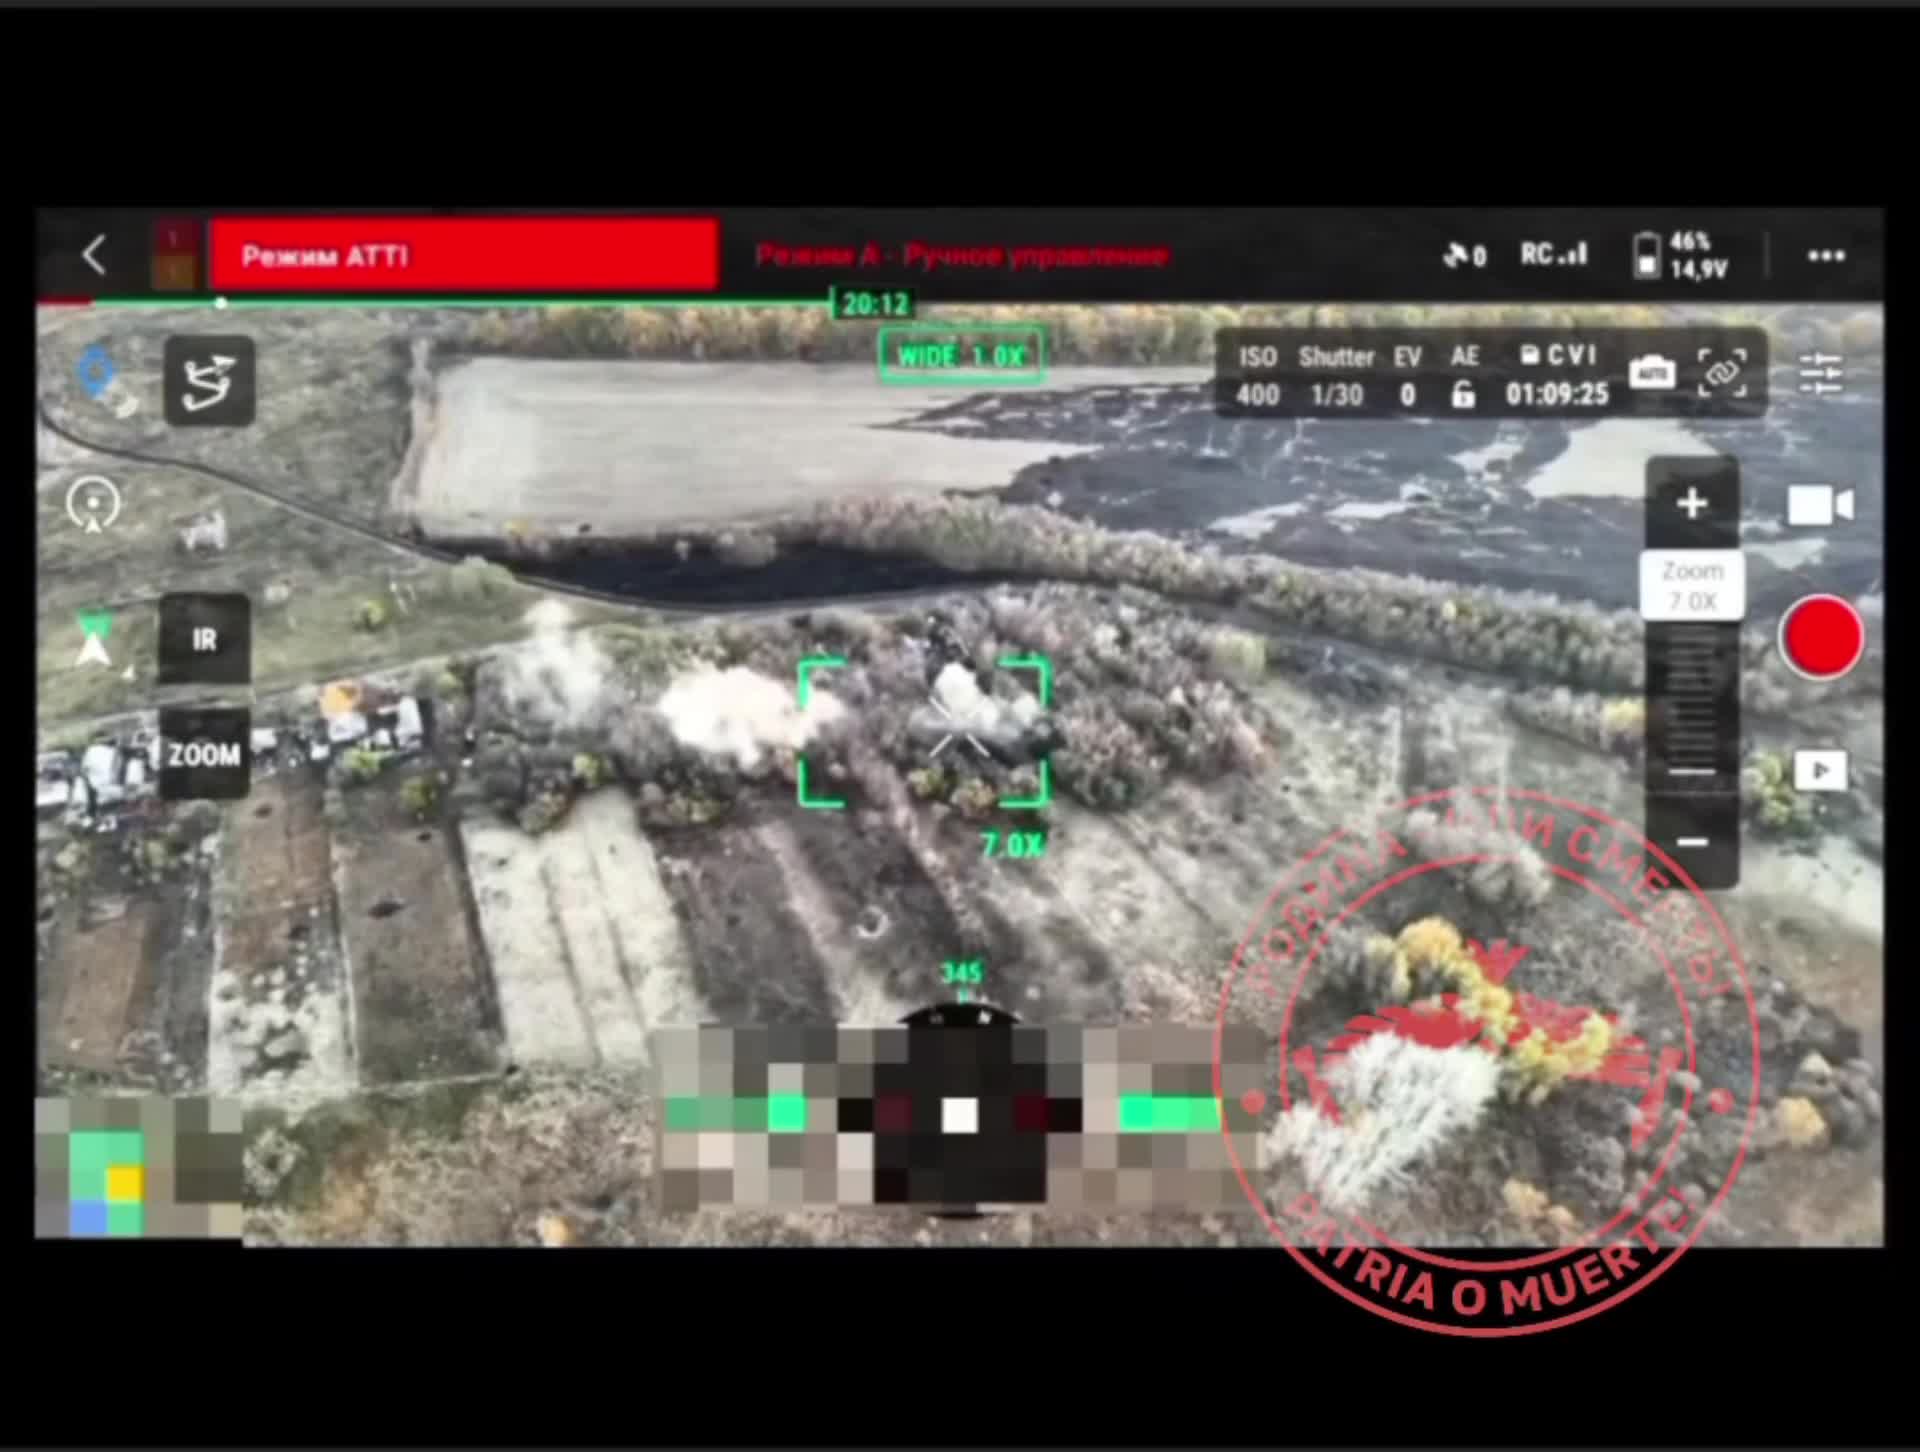 Режим ATTI
Режим А - Ручное управление
0
RC
46%
14,9V
20:12
WIDE 1.0X
ISO Shutter EV AE CVI
400 1/30 0 01:09:25
AUTO
+
Zoom
7.0X
IR
ZOOM
7.0X
345
N
РОДИНА ИЛИ СМЕРТЬ!
PATRIA O MUERTE!